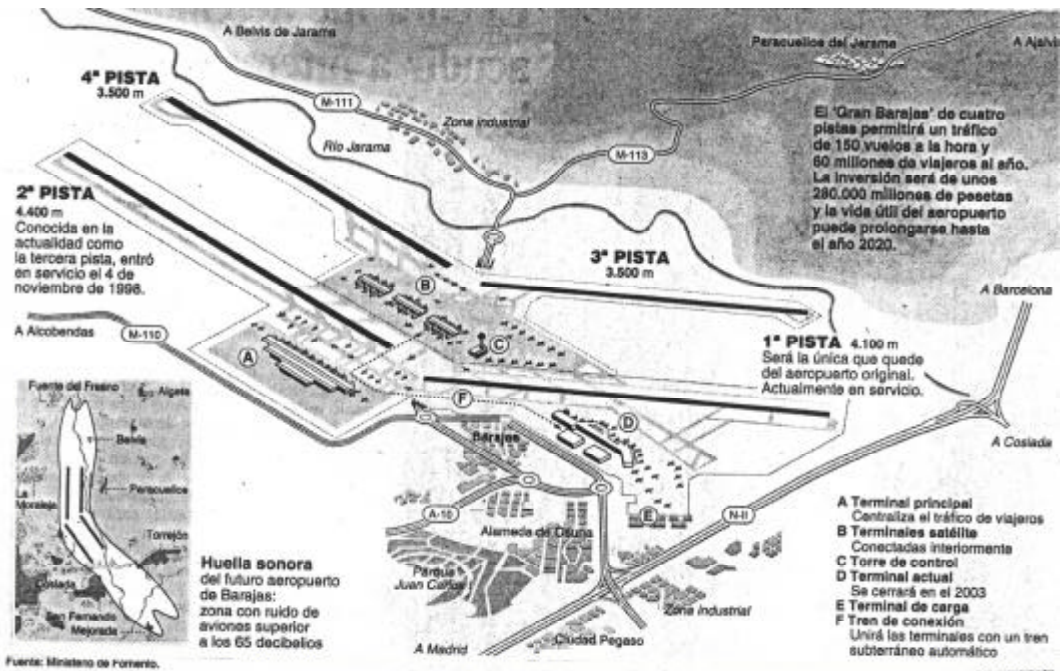 A Belvis de Jarama
Paracuellos del Jarama
A Ajalvir
4ª PISTA
3.500 m
M-111
Zona industrial
Río Jarama
M-113
El 'Gran Barajas' de cuatro
pistas permitirá un tráfico
de 150 vuelos a la hora y
60 millones de viajeros al año.
La inversión será de unos
280.000 millones de pesetas
y la vida útil del aeropuerto
puede prolongarse hasta
el año 2020.
2ª PISTA
4.400 m
Conocida en la
actualidad como
la tercera pista, entró
en servicio el 4 de
noviembre de 1998.
3ª PISTA
3.500 m
A Barcelona
B
C
A Alcobendas
M-110
A
1ª PISTA 4.100 m
Será la única que quede
del aeropuerto original.
Actualmente en servicio.
F
D
Barajas
A Coslada
Fuente del Fresno
Algete
Belvis
Paracuellos
La
Moraleja
Torrejón
Coslada
San Fernando
Mejorada
Huella sonora
del futuro aeropuerto
de Barajas:
zona con ruido de
aviones superior
a los 65 decibelios
A-10
Alameda de Osuna
E
N-II
Parque
Juan Carlos
Zona industrial
A Madrid
Ciudad Pegaso
A Terminal principal
Centraliza el tráfico de viajeros
B Terminales satélite
Conectadas interiormente
C Torre de control
D Terminal actual
Se cerrará en el 2003
E Terminal de carga
F Tren de conexión
Unirá las terminales con un tren
subterráneo automático
Fuente: Ministerio de Fomento.